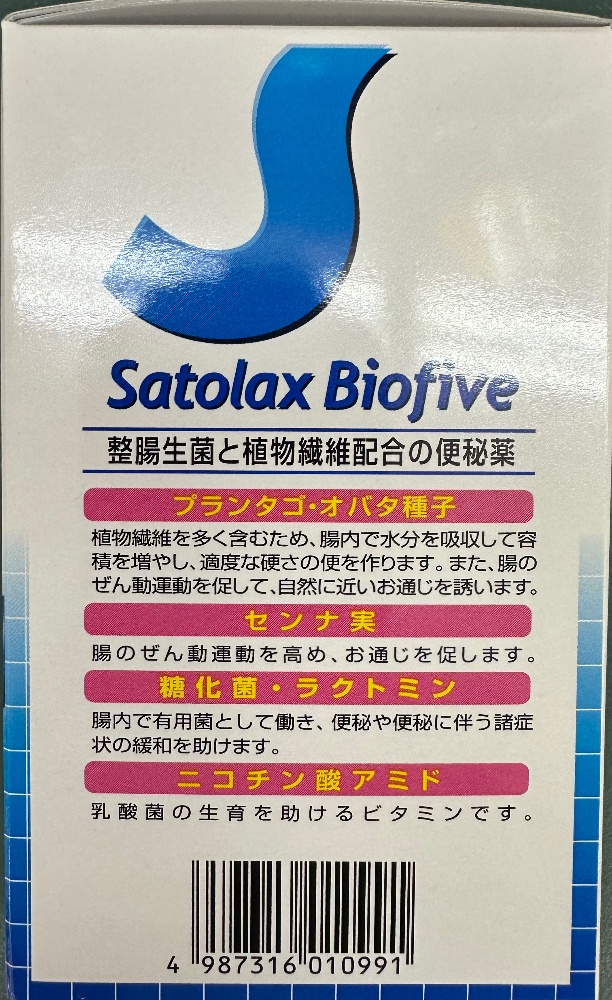 Satolax Biofive
整腸生菌と植物繊維配合の便秘薬
プランタゴ・オバタ種子
植物繊維を多く含むため、腸内で水分を吸収して容
積を増やし、適度な硬さの便を作ります。また、腸の
ぜん動運動を促して、自然に近いお通じを誘います。
センナ実
腸のぜん動運動を高め、お通じを促します。
糖化菌・ラクトミン
腸内で有用菌として働き、便秘や便秘に伴う諸症
状の緩和を助けます。
ニコチン酸アミド
乳酸菌の生育を助けるビタミンです。
4 987316 010991